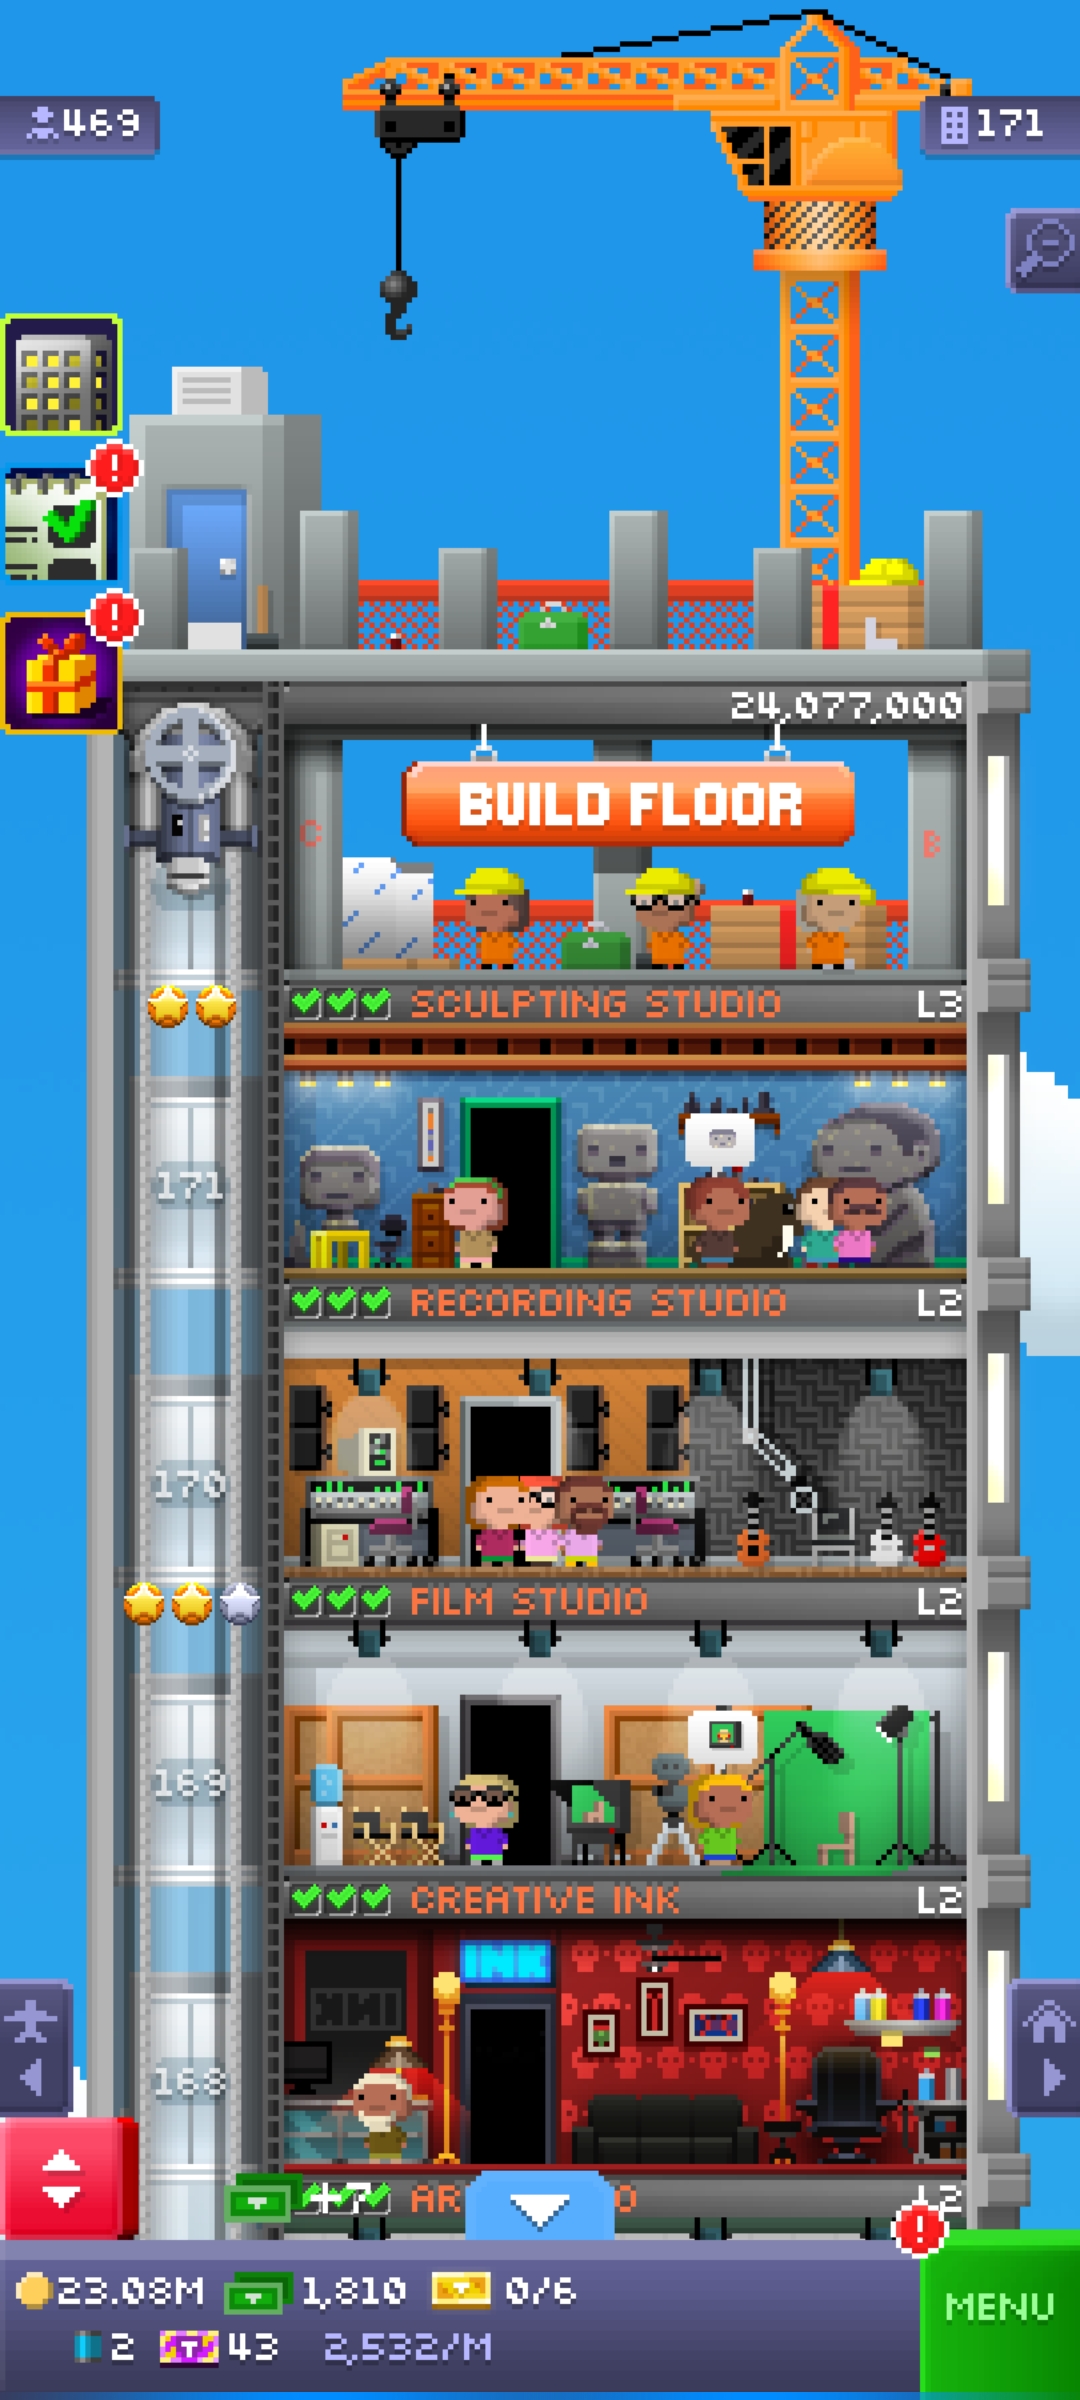 469
171
24,077,000
BUILD FLOOR
C
B
SCULPTING STUDIO L3
171
RECORDING STUDIO L2
170
FILM STUDIO L2
169
CREATIVE INK L2
INK
168
+7
AR
O
L2
23.08M 1,810 0/6
2 43 2,532/M
MENU